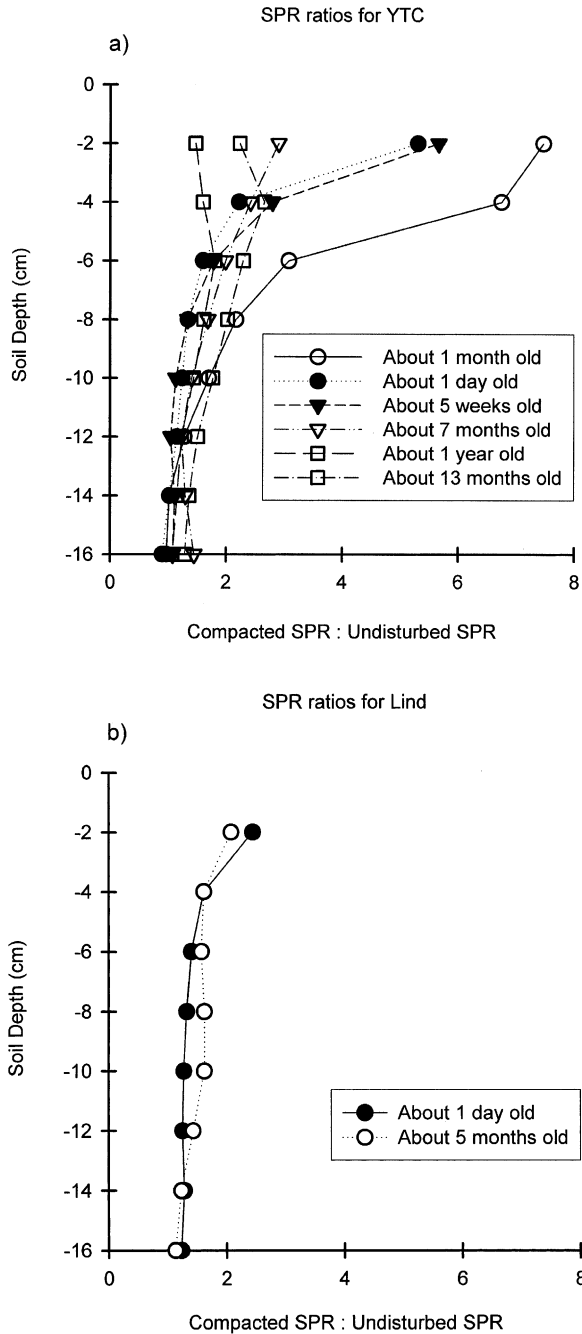 SPR ratios for YTC
a)
0
-2
-4
-6
-8
-10
-12
-14
-16
Soil Depth (cm)
About 1 month old
About 1 day old
About 5 weeks old
About 7 months old
About 1 year old
About 13 months old
0 2 4 6 8
Compacted SPR : Undisturbed SPR
SPR ratios for Lind
b)
0
-2
-4
-6
-8
-10
-12
-14
-16
Soil Depth (cm)
About 1 day old
About 5 months old
0 2 4 6 8
Compacted SPR : Undisturbed SPR